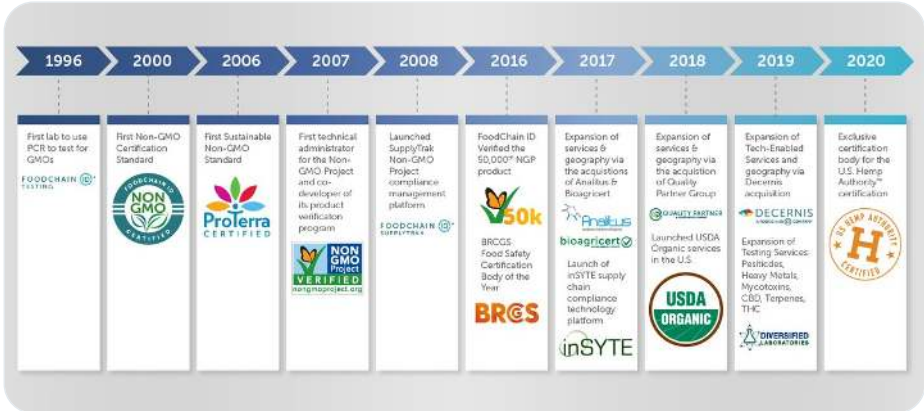 1996
2000
2006
2007
2008
2016
2017
2018
2019
2020
First lab to use
PCR to test for
GMOs
FOODCHAIN ID
TESTING
First Non-GMO
Certification
Standard
FOODCHAIN ID
NON
GMO
CERTIFIED
First Sustainable
Non-GMO
Standard
ProTerra
CERTIFIED
First technical
administrator
for the Non-
GMO Project
and co-
developer of
its product
verification
program
NON
GMO
Project
VERIFIED
nongmoproject.org
Launched
SupplyTrak
Non-GMO
Project
compliance
management
platform
FOODCHAIN ID
SUPPLYTRAK
FoodChain ID
Verified the
50,000th NGP
product
50k
BRCGS
Food Safety
Certification
Body of the
Year
BRCGS
Expansion of
services &
geography via
the acquistions
of Analitus &
Bioagricert
Analitus
bioagricert
Launch of
inSYTE supply
chain
compliance
technology
platform
inSYTE
Expansion of
services &
geography via
the acquistion
of Quality
Partner Group
QUALITY PARTNER
Launched USDA
Organic services
in the U.S.
USDA
ORGANIC
Expansion of
Tech-Enabled
Services and
geography via
Decernis
acquisition
DECERNIS
Expansion of
Testing Services:
Pesticides,
Heavy Metals,
Mycotoxins,
CBD, Terpenes,
THC
DIVERSIFIED
LABORATORIES
Exclusive
certification
body for the
U.S. Hemp
Authority™
certification
US HEMP AUTHORITY
H
CERTIFIED